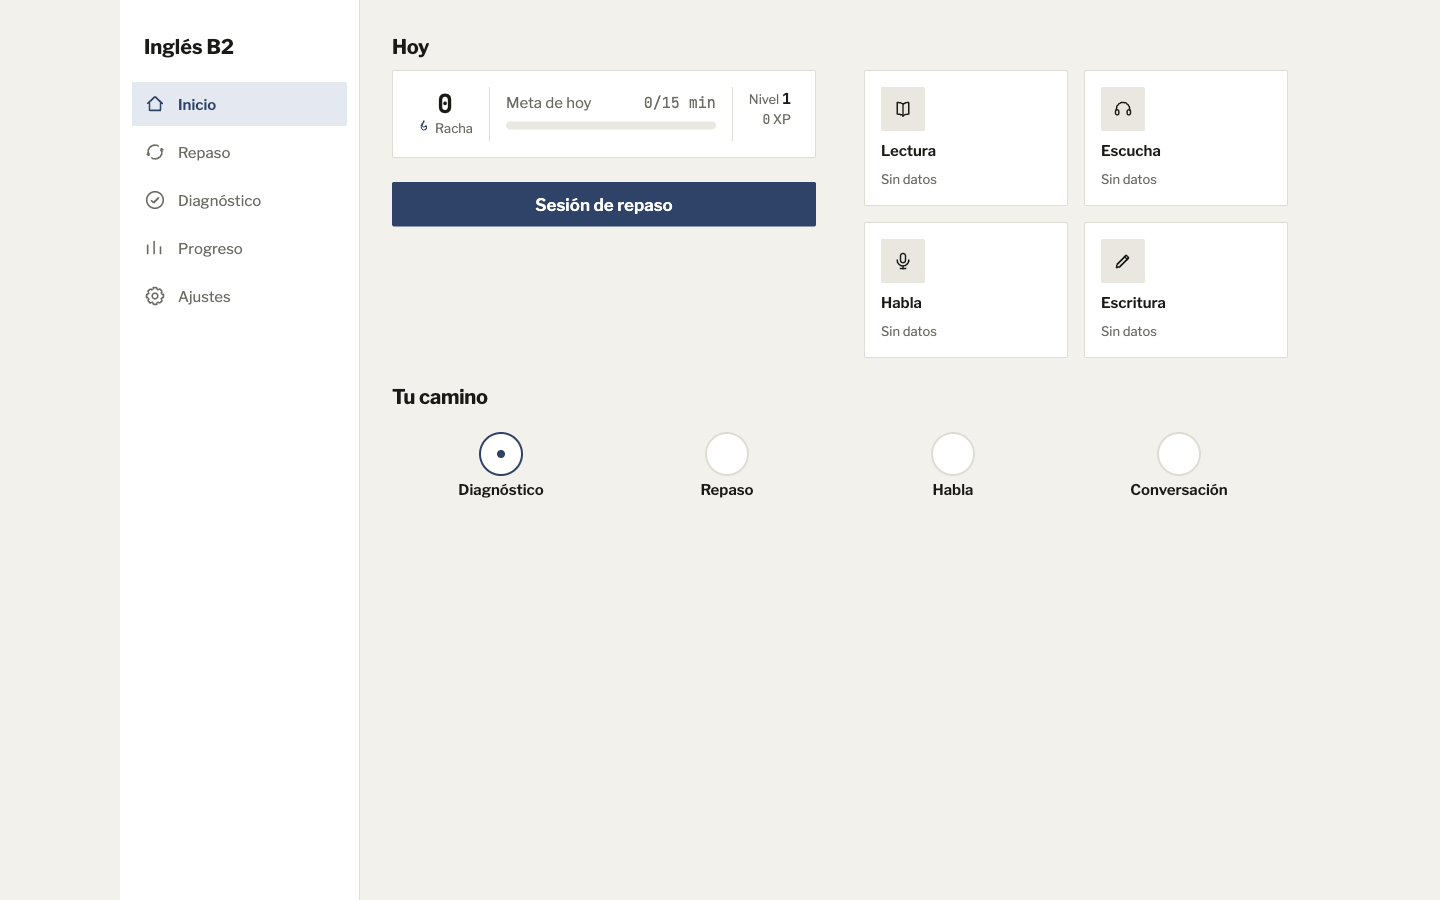 Inglés B2
Inicio
Repaso
Diagnóstico
Progreso
Ajustes
Hoy
0
Racha
Meta de hoy 0/15 min
Nivel 1
0 XP
Sesión de repaso
Lectura
Sin datos
Escucha
Sin datos
Habla
Sin datos
Escritura
Sin datos
Tu camino
Diagnóstico
Repaso
Habla
Conversación